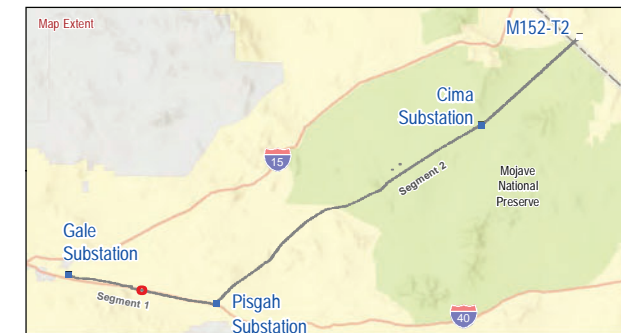 Map Extent
M152-T2
Cima
Substation
15
Segment 2
Mojave
National
Preserve
Gale
Substation
Segment 1
Pisgah
Substation
40